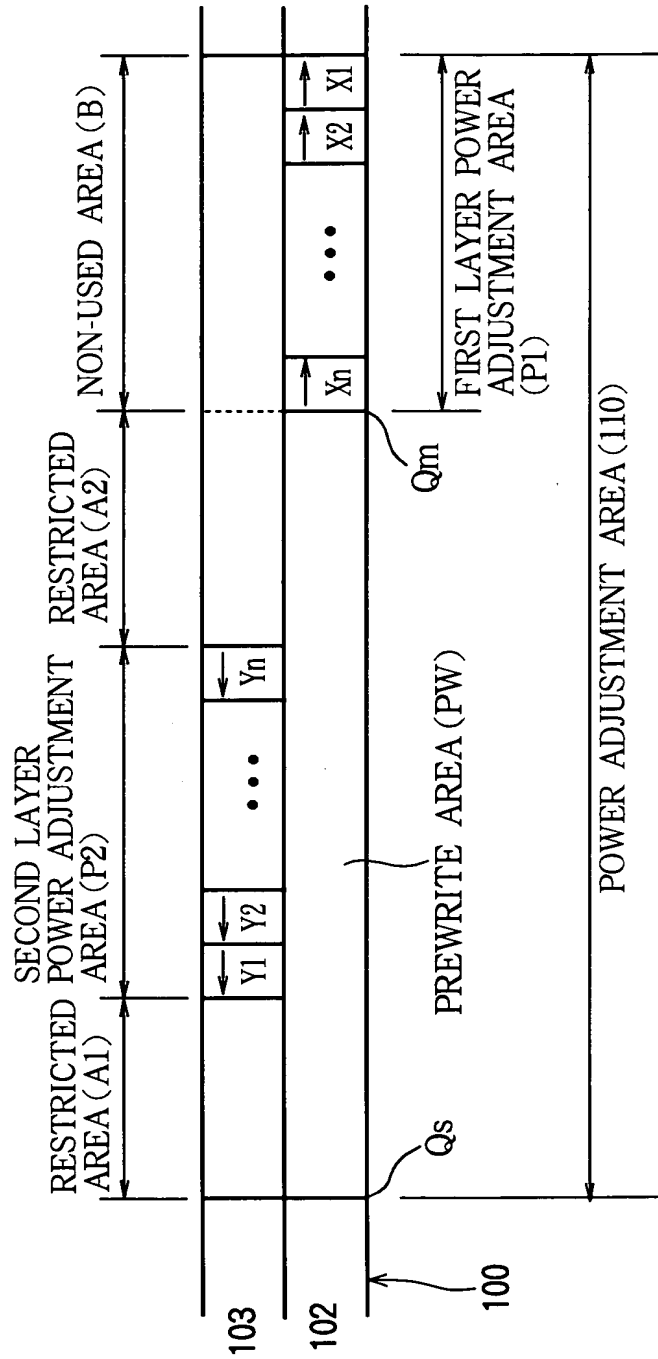 RESTRICTED
AREA(A1)
SECOND LAYER
POWER ADJUSTMENT
AREA(P2)
RESTRICTED
AREA(A2)
NON-USED AREA(B)
103
Y1
Y2
•••
Yn
102
Xn
•••
X2
X1
100
Qs
PREWRITE AREA(PW)
Qm
FIRST LAYER POWER
ADJUSTMENT AREA
(P1)
POWER ADJUSTMENT AREA(110)